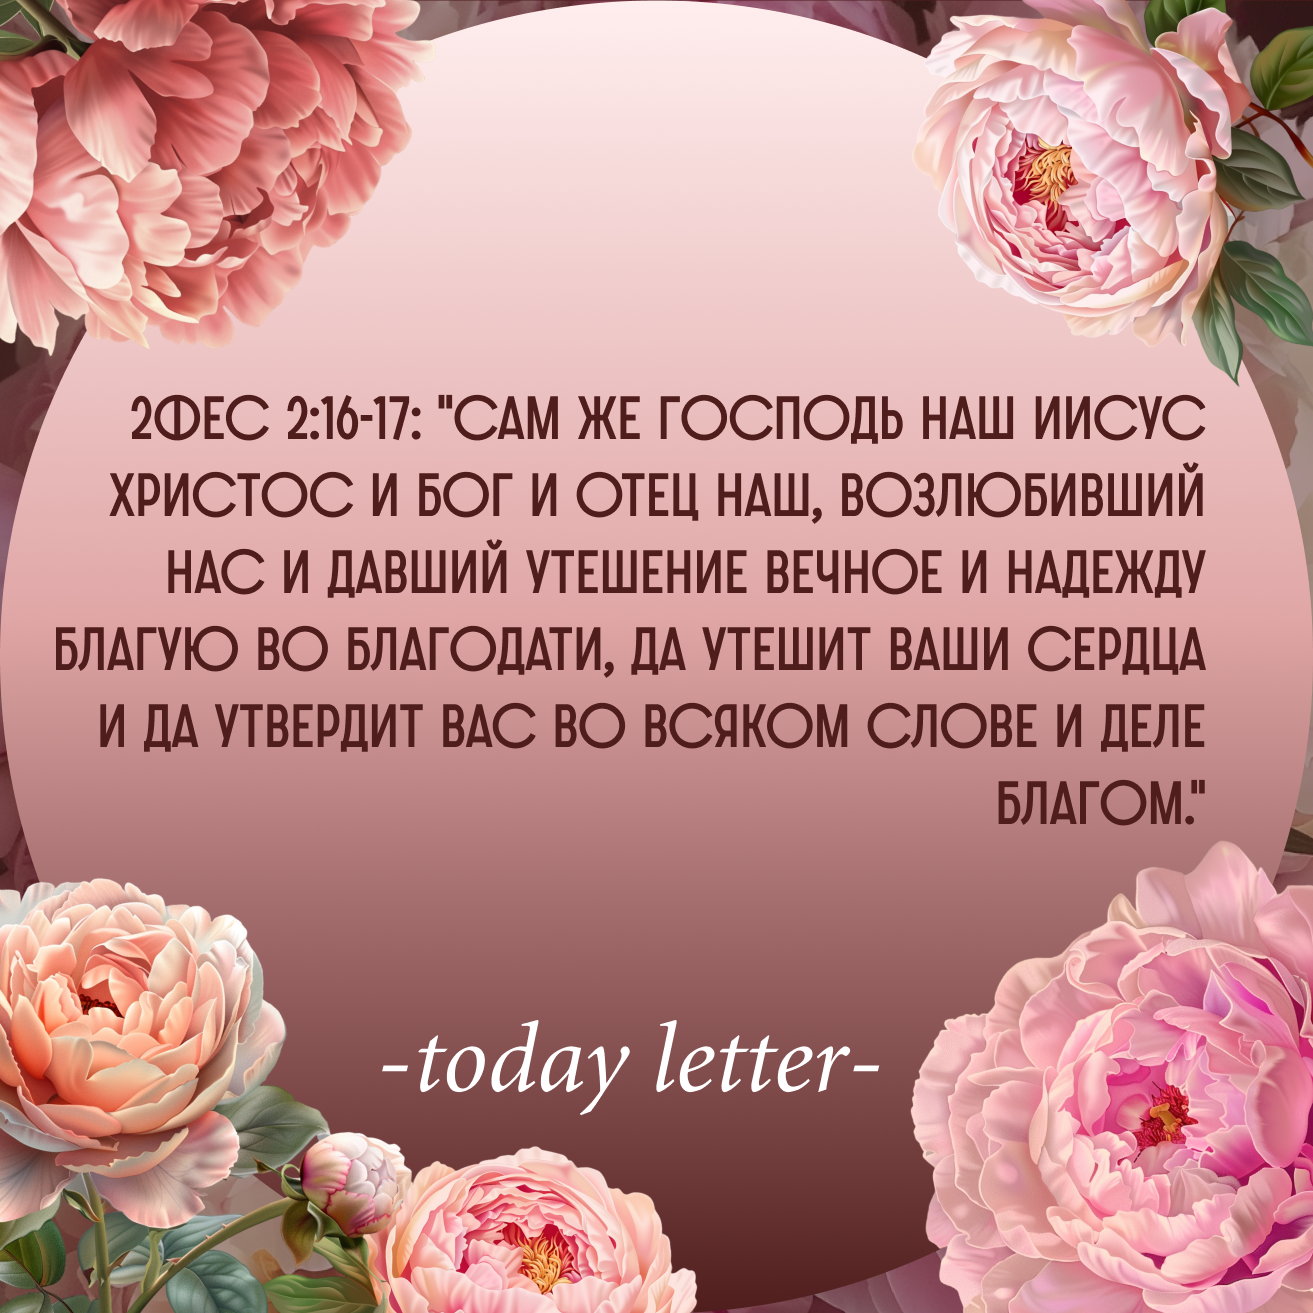 2ФЕС 2:16-17: "САМ ЖЕ ГОСПОДЬ НАШ ИИСУС
ХРИСТОС И БОГ И ОТЕЦ НАШ, ВОЗЛЮБИВШИЙ
НАС И ДАВШИЙ УТЕШЕНИЕ ВЕЧНОЕ И НАДЕЖДУ
БЛАГУЮ ВО БЛАГОДАТИ, ДА УТЕШИТ ВАШИ СЕРДЦА
И ДА УТВЕРДИТ ВАС ВО ВСЯКОМ СЛОВЕ И ДЕЛЕ
БЛАГОМ."
-today letter-